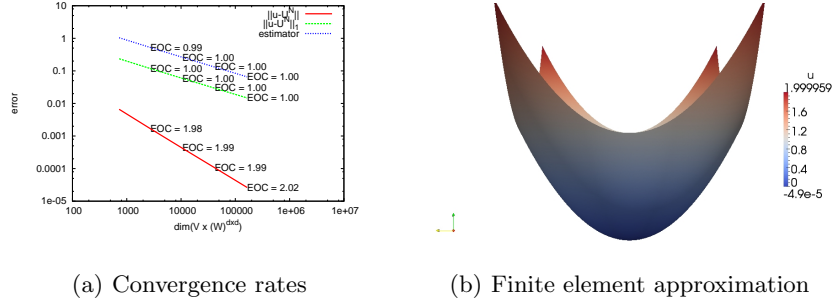 ||u-U^N||
||u-U^N||_1
estimator
10
1
0.1
0.01
0.001
0.0001
1e-05
error
EOC = 0.99
EOC = 1.00
EOC = 1.00
EOC = 1.00
EOC = 1.00
EOC = 1.00
EOC = 1.00
EOC = 1.00
EOC = 1.98
EOC = 1.99
EOC = 1.99
EOC = 2.02
100 1000 10000 100000 1e+06 1e+07
dim(V x (W)^dxd)
(a) Convergence rates
u
1.999959
1.6
1.2
0.8
0.4
0
-4.9e-5
(b) Finite element approximation